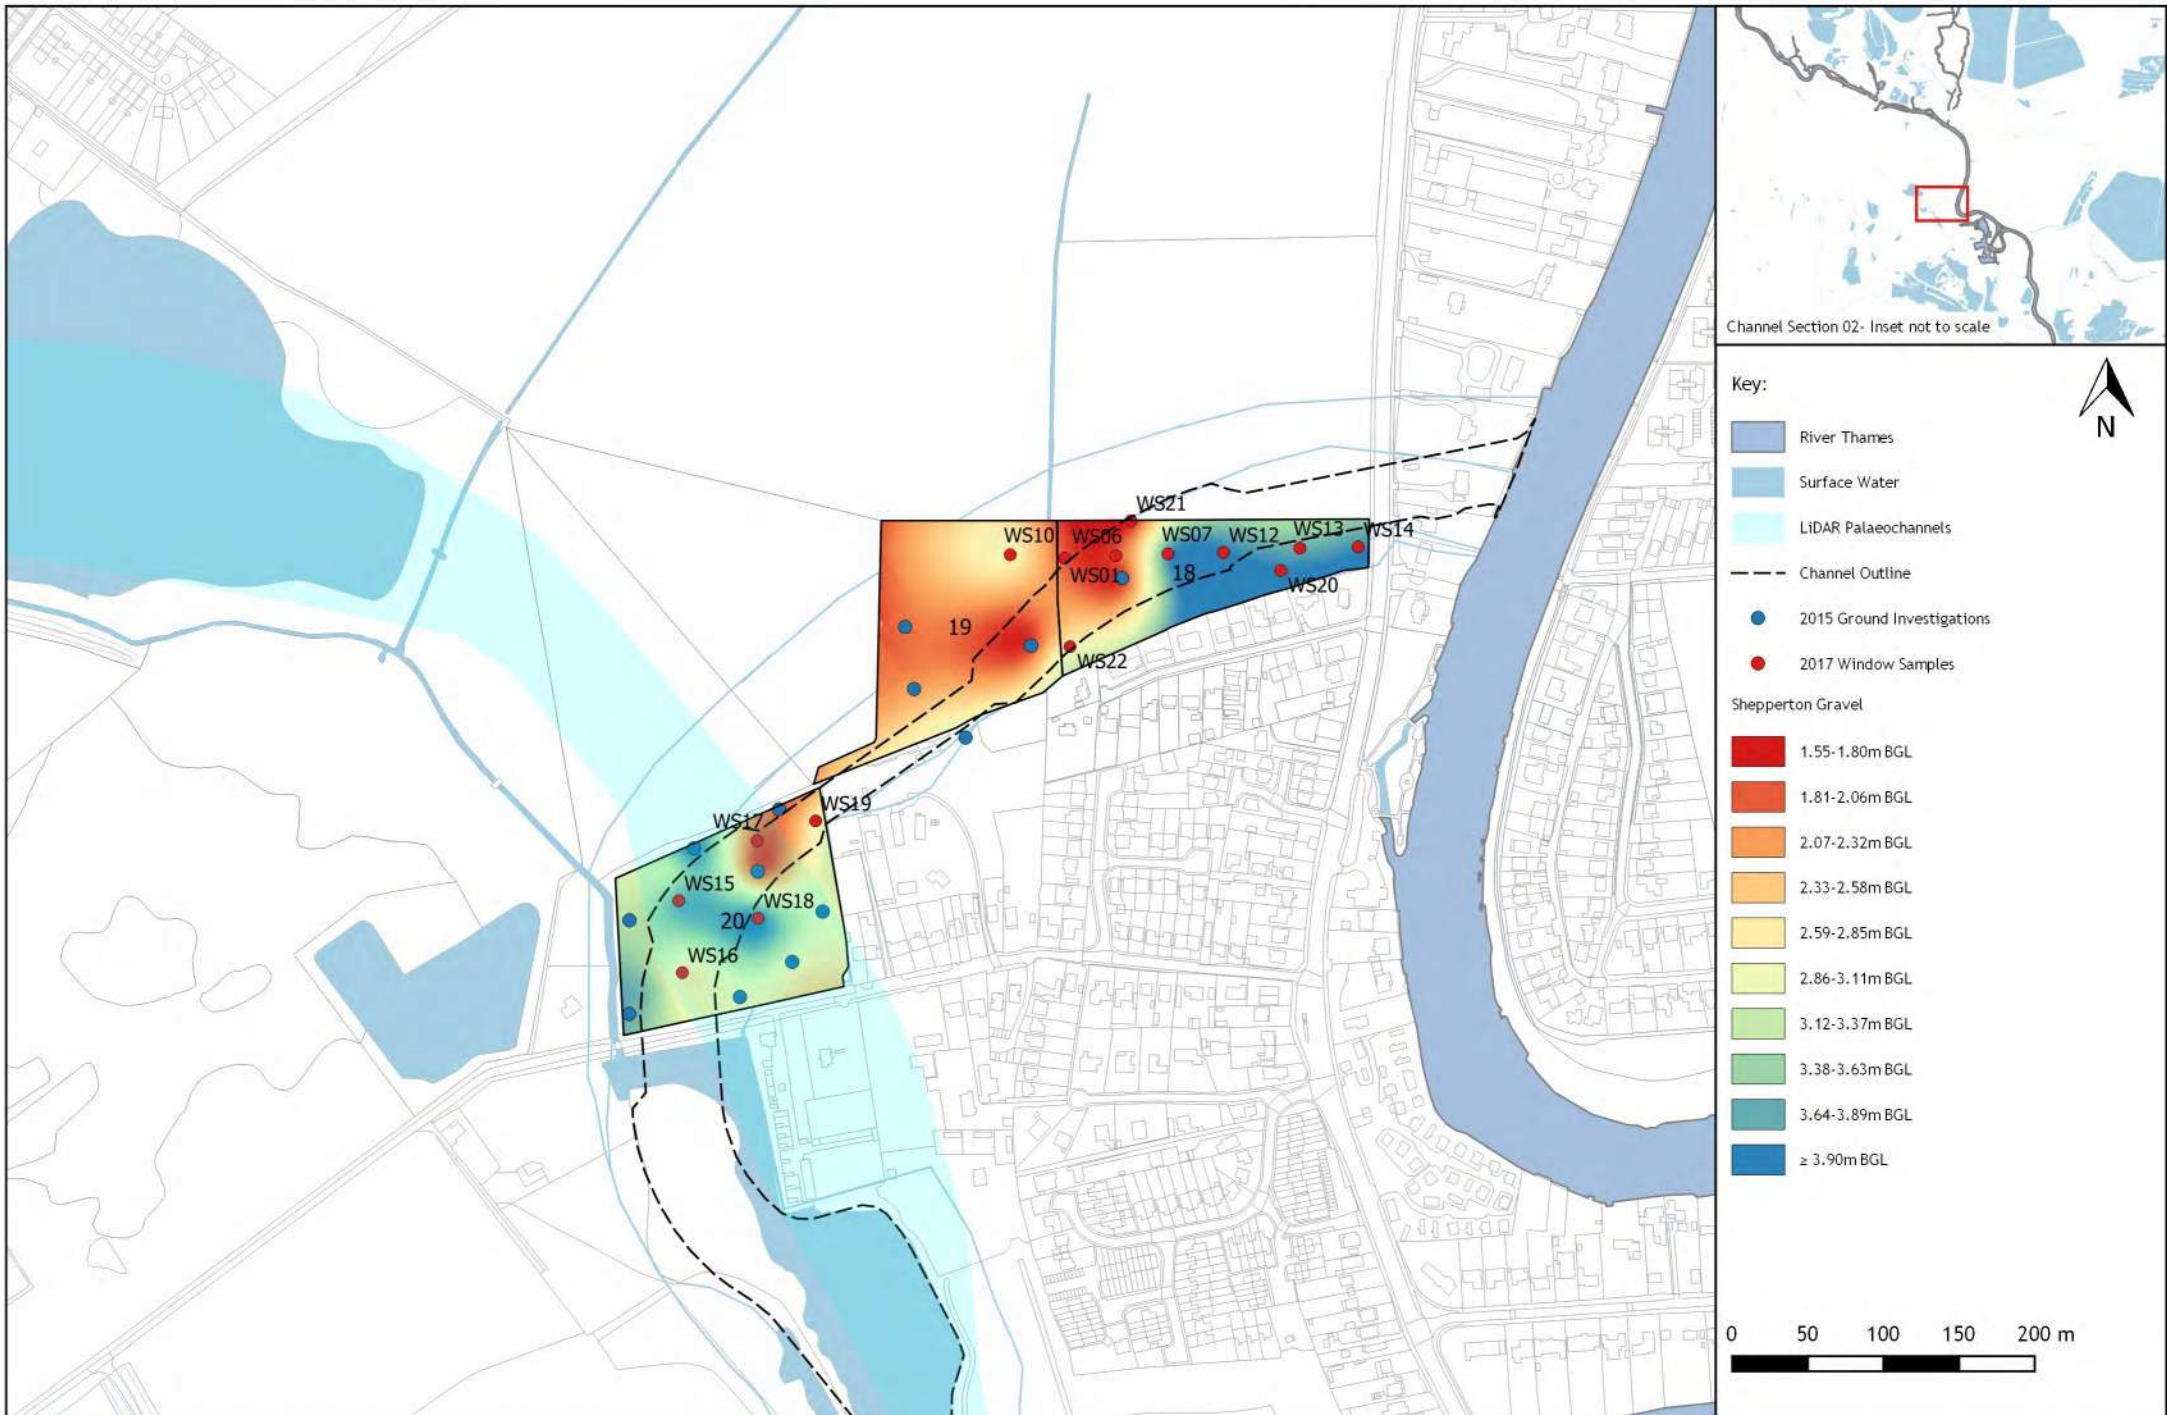 WS21
WS10
WS06
WS07
WS12
WS13
WS14
WS01
18
WS20
19
WS22
WS17
WS19
WS15
WS18
20
WS16
Channel Section 02- Inset not to scale
Key:
N
River Thames
Surface Water
LiDAR Palaeochannels
Channel Outline
2015 Ground Investigations
2017 Window Samples
Shepperton Gravel
1.55-1.80m BGL
1.81-2.06m BGL
2.07-2.32m BGL
2.33-2.58m BGL
2.59-2.85m BGL
2.86-3.11m BGL
3.12-3.37m BGL
3.38-3.63m BGL
3.64-3.89m BGL
≥ 3.90m BGL
0 50 100 150 200 m